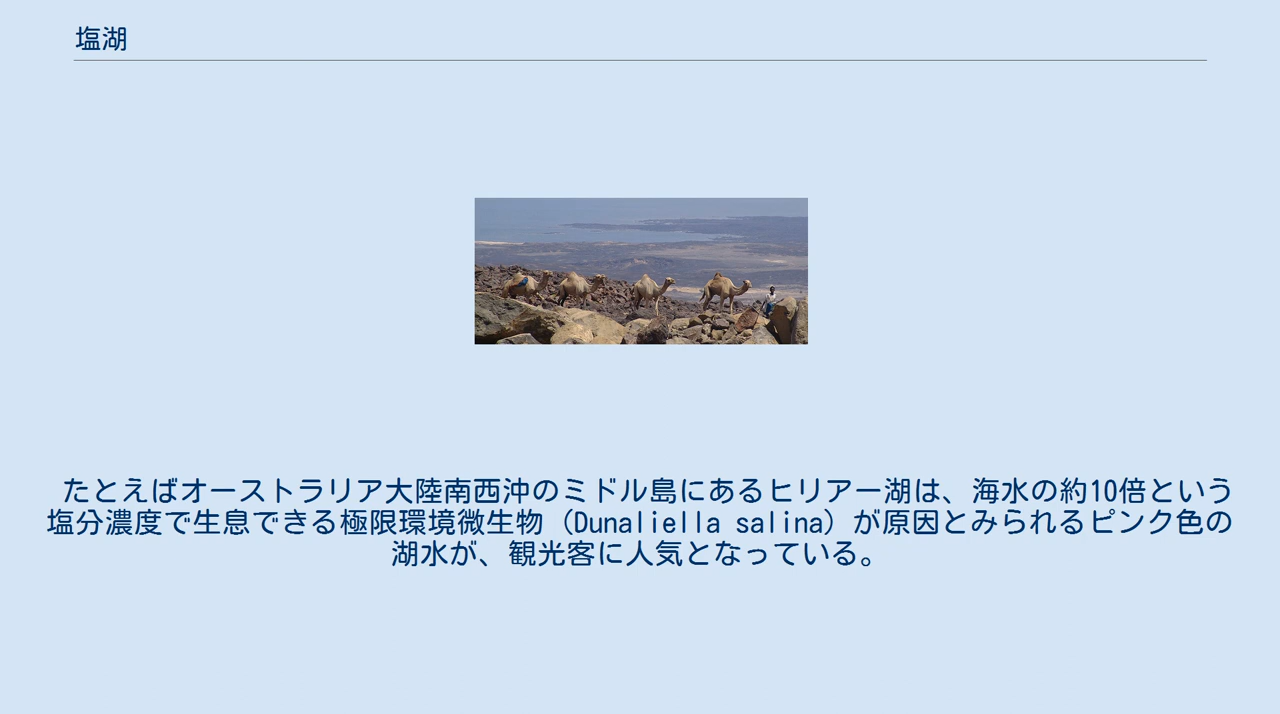 塩湖
たとえばオーストラリア大陸南西沖のミドル島にあるヒリアー湖は、海水の約10倍という
塩分濃度で生息できる極限環境微生物（Dunaliella salina）が原因とみられるピンク色の
湖水が、観光客に人気となっている。